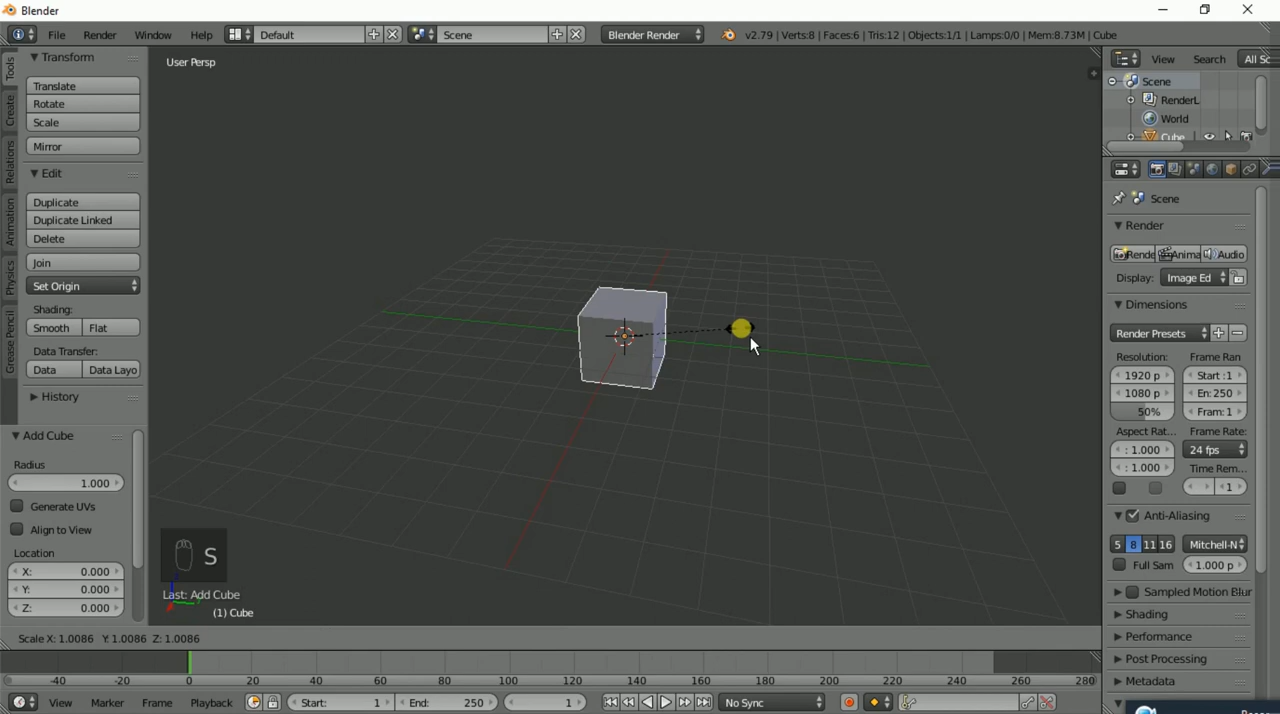 Blender
File Render Window Help Default Scene Blender Render v2.79 | Verts:8 | Faces:6 | Tris:12 | Objects:1/1 | Lamps:0/0 | Mem:8.73M | Cube
Tools
Create
Relations
Animation
Physics
Grease Pencil
Transform
Translate
Rotate
Scale
Mirror
Edit
Duplicate
Duplicate Linked
Delete
Join
Set Origin
Shading:
Smooth Flat
Data Transfer:
Data Data Layo
History
Add Cube
Radius
1.000
Generate UVs
Align to View
Location
X: 0.000
Y: 0.000
Z: 0.000
User Persp
S
Last: Add Cube
(1) Cube
Scale X: 1.0086 Y: 1.0086 Z: 1.0086
View Search All Sc
Scene
RenderL
World
Cube
Scene
Render
Rende Anima Audio
Display: Image Ed
Dimensions
Render Presets
Resolution: Frame Ran
1920 p Start :1
1080 p En: 250
50% Fram: 1
Aspect Rat... Frame Rate:
: 1.000 24 fps
: 1.000 Time Rem...
1
Anti-Aliasing
5 8 11 16 Mitchell-N
Full Sam 1.000 p
Sampled Motion Blur
Shading
Performance
Post Processing
Metadata
-40 -20 0 20 40 60 80 100 120 140 160 180 200 220 240 260 280
View Marker Frame Playback Start: 1 End: 250 1 No Sync